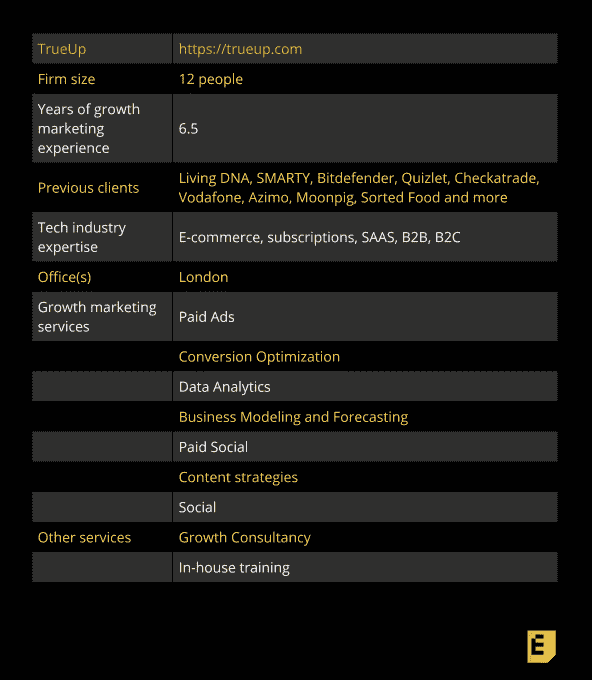 TrueUp
https://trueup.com
Firm size
12 people
Years of growth
marketing
experience
6.5
Previous clients
Living DNA, SMARTY, Bitdefender, Quizlet, Checkatrade,
Vodafone, Azimo, Moonpig, Sorted Food and more
Tech industry
expertise
E-commerce, subscriptions, SAAS, B2B, B2C
Office(s)
London
Growth marketing
services
Paid Ads
Conversion Optimization
Data Analytics
Business Modeling and Forecasting
Paid Social
Content strategies
Social
Other services
Growth Consultancy
In-house training
E